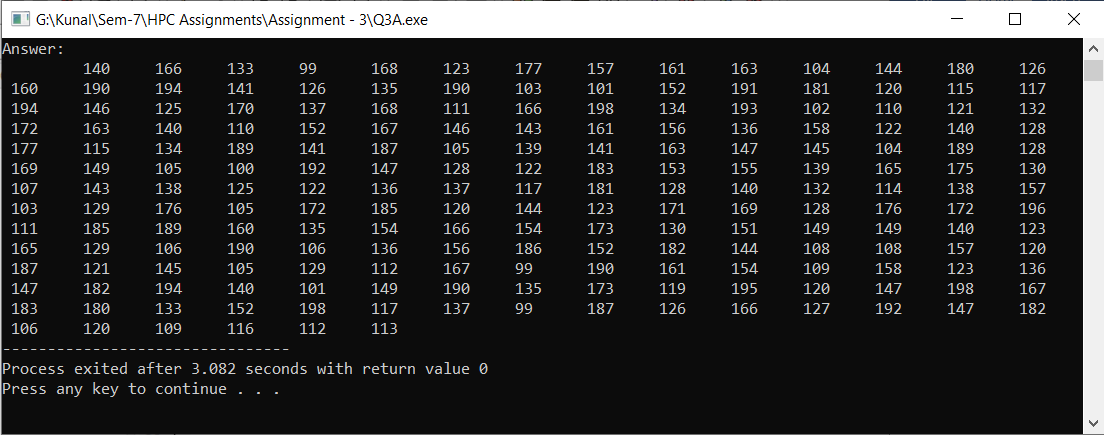 G:\Kunal\Sem-7\HPC Assignments\Assignment - 3\Q3A.exe
Answer:
140 166 133 99 168 123 177 157 161 163 104 144 180 126
160 190 194 141 126 135 190 103 101 152 191 181 120 115 117
194 146 125 170 137 168 111 166 198 134 193 102 110 121 132
172 163 140 110 152 167 146 143 161 156 136 158 122 140 128
177 115 134 189 141 187 105 139 141 163 147 145 104 189 128
169 149 105 100 192 147 128 122 183 153 155 139 165 175 130
107 143 138 125 122 136 137 117 181 128 140 132 114 138 157
103 129 176 105 172 185 120 144 123 171 169 128 176 172 196
111 185 189 160 135 154 166 154 173 130 151 149 149 140 123
165 129 106 190 106 136 156 186 152 182 144 108 108 157 120
187 121 145 105 129 112 167 99 190 161 154 109 158 123 136
147 182 194 140 101 149 190 135 173 119 195 120 147 198 167
183 180 133 152 198 117 137 99 187 126 166 127 192 147 182
106 120 109 116 112 113
--------------------------------
Process exited after 3.082 seconds with return value 0
Press any key to continue . . .